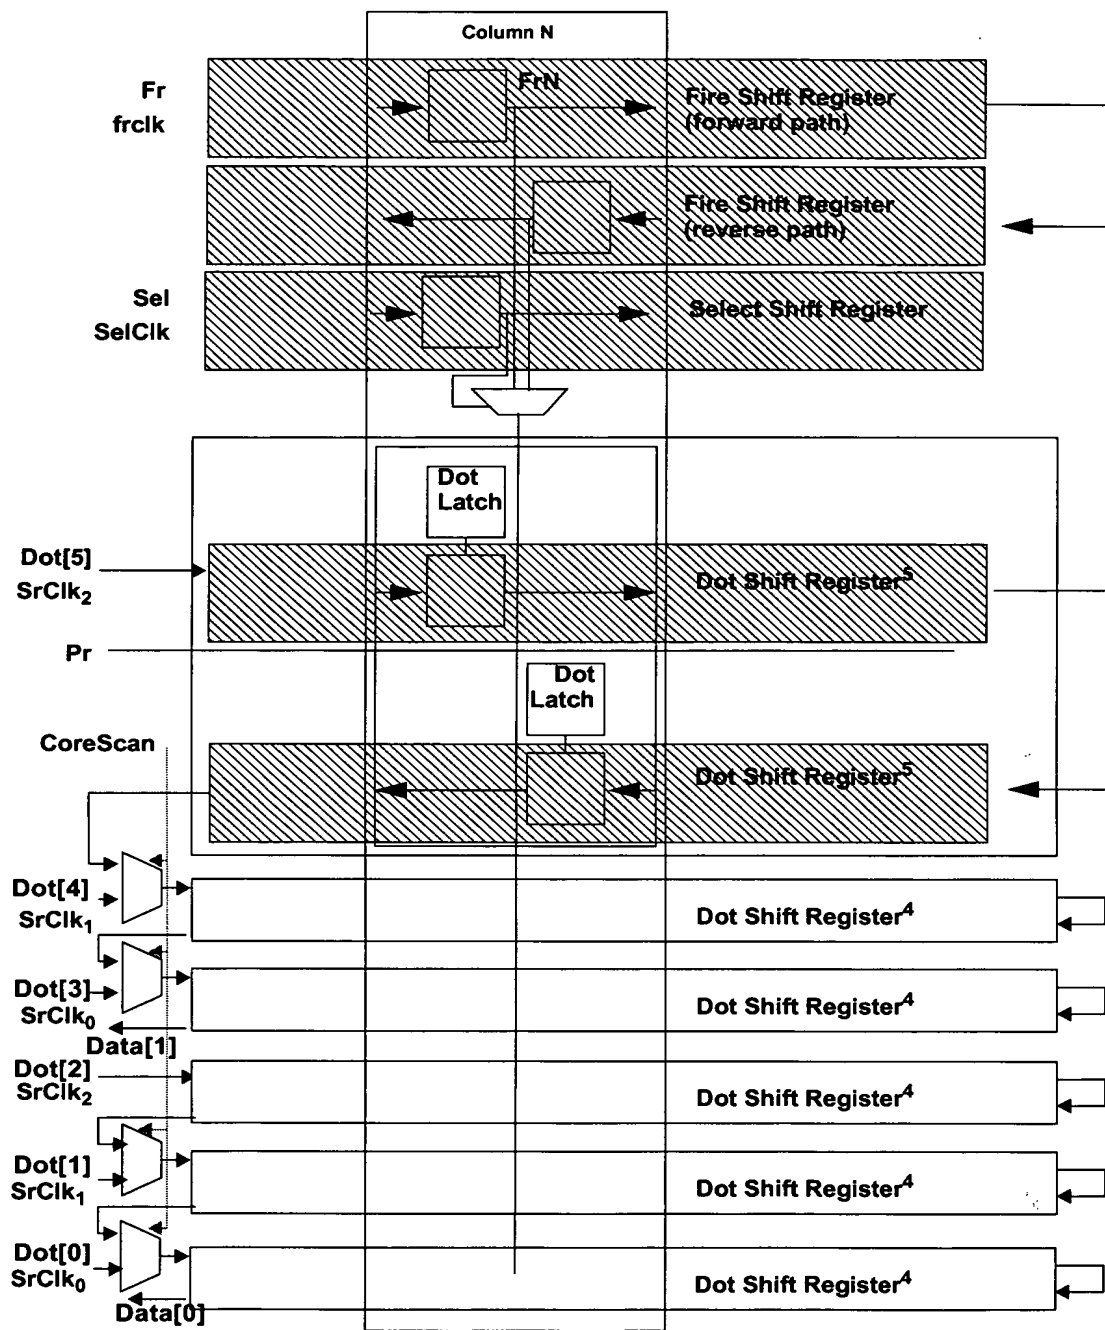 Column N
Fr
frclk
FrN
Fire Shift Register
(forward path)
Fire Shift Register
(reverse path)
Sel
SelClk
Select Shift Register
Dot
Latch
Dot[5]
SrClk2
Dot Shift Register5
Pr
Dot
Latch
CoreScan
Dot Shift Register5
Dot[4]
SrClk1
Dot Shift Register4
Dot[3]
SrClk0
Dot Shift Register4
Data[1]
Dot[2]
SrClk2
Dot Shift Register4
Dot[1]
SrClk1
Dot Shift Register4
Dot[0]
SrClk0
Dot Shift Register4
Data[0]